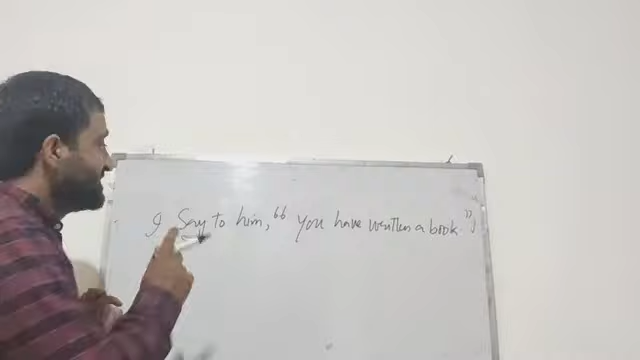 I Say to him, “ You have written a book. ”